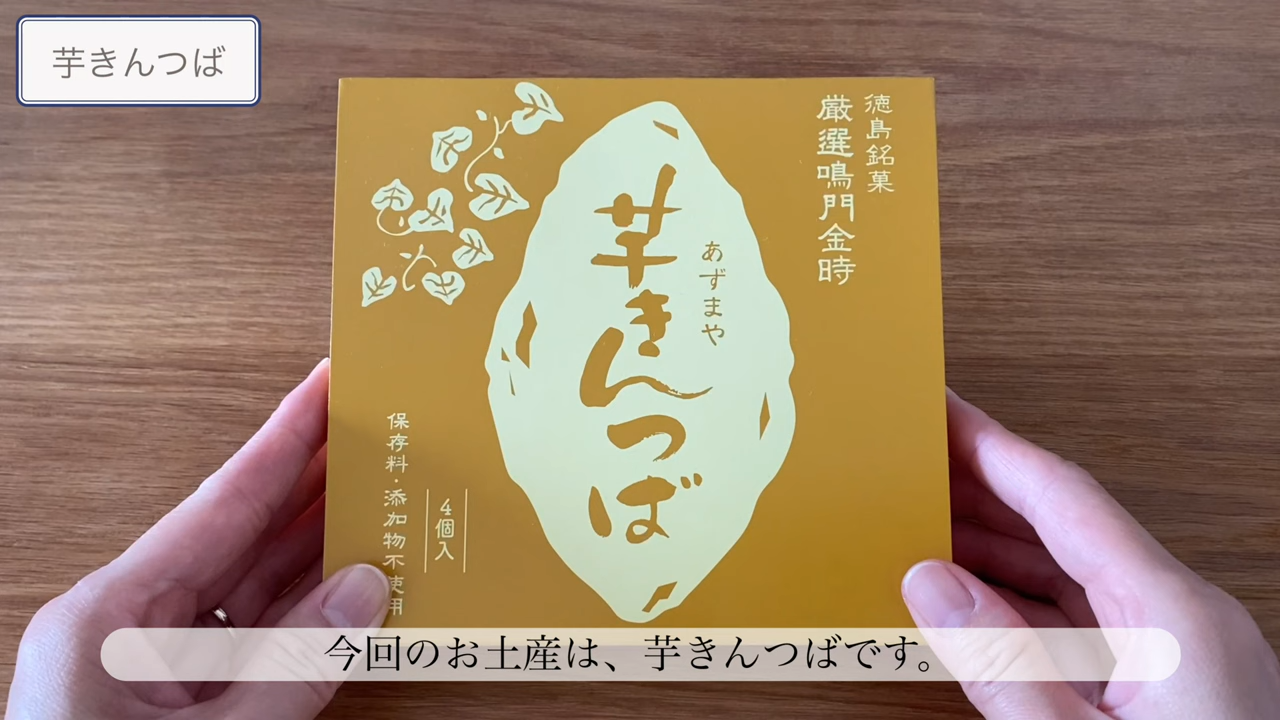 芋きんつば
徳島銘菓
厳選鳴門金時
あずまや
芋きんつば
4個入
保存料・添加物不使用
今回のお土産は、芋きんつばです。